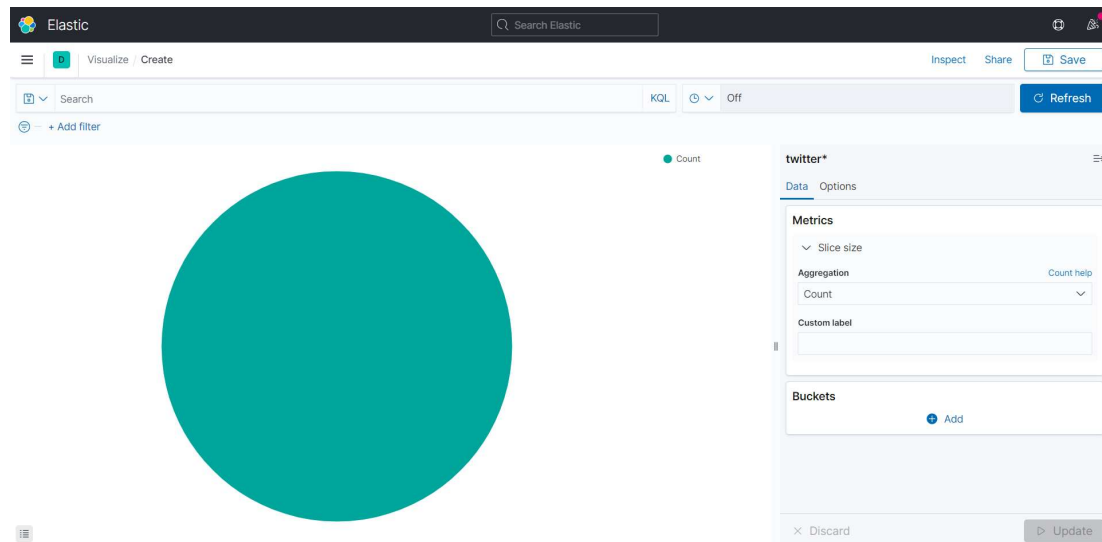 Elastic
Search Elastic
D Visualize / Create
Inspect Share Save
Search KQL Off Refresh
+ Add filter
Count
twitter*
Data Options
Metrics
Slice size
Aggregation Count help
Count
Custom label
Buckets
Add
Discard Update